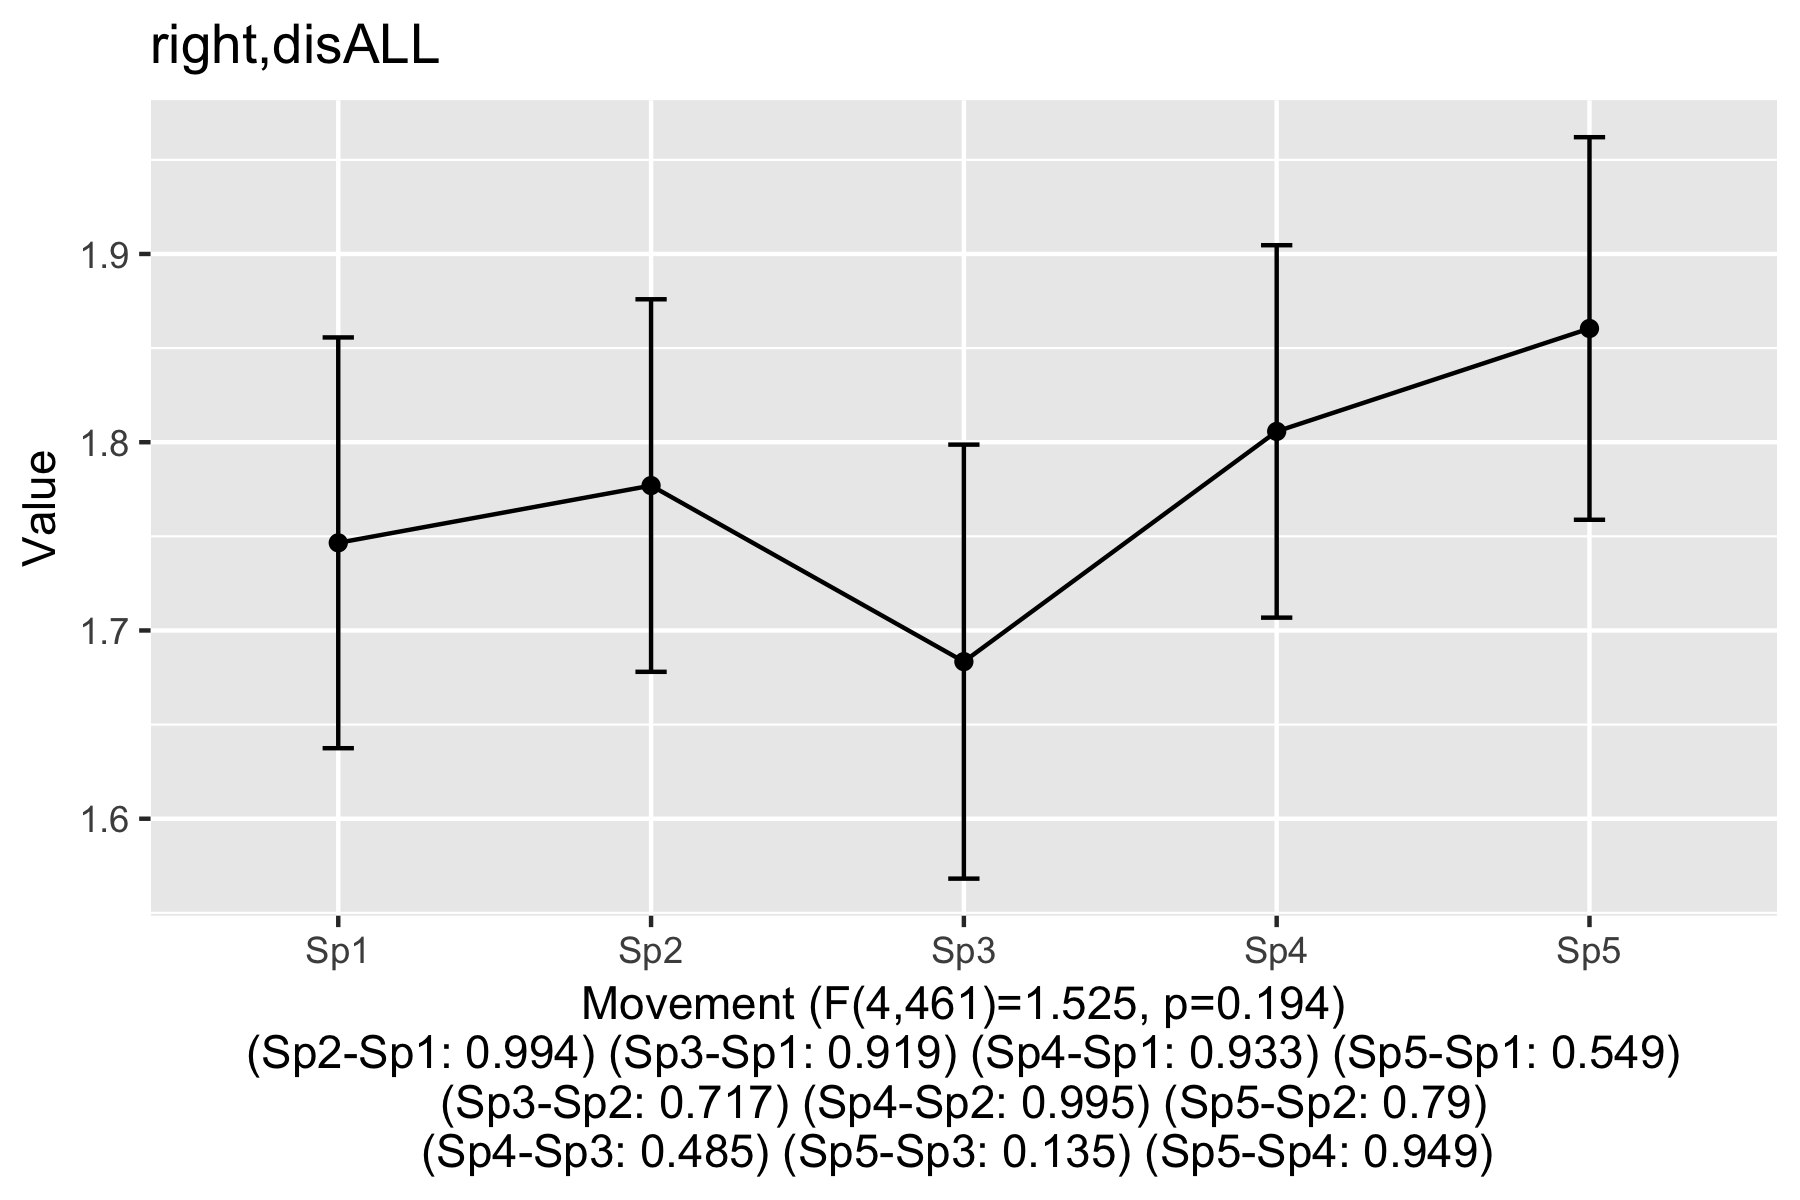 right,disALL
Value
1.9
1.8
1.7
1.6
Sp1 Sp2 Sp3 Sp4 Sp5
Movement (F(4,461)=1.525, p=0.194)
(Sp2-Sp1: 0.994) (Sp3-Sp1: 0.919) (Sp4-Sp1: 0.933) (Sp5-Sp1: 0.549)
(Sp3-Sp2: 0.717) (Sp4-Sp2: 0.995) (Sp5-Sp2: 0.79)
(Sp4-Sp3: 0.485) (Sp5-Sp3: 0.135) (Sp5-Sp4: 0.949)